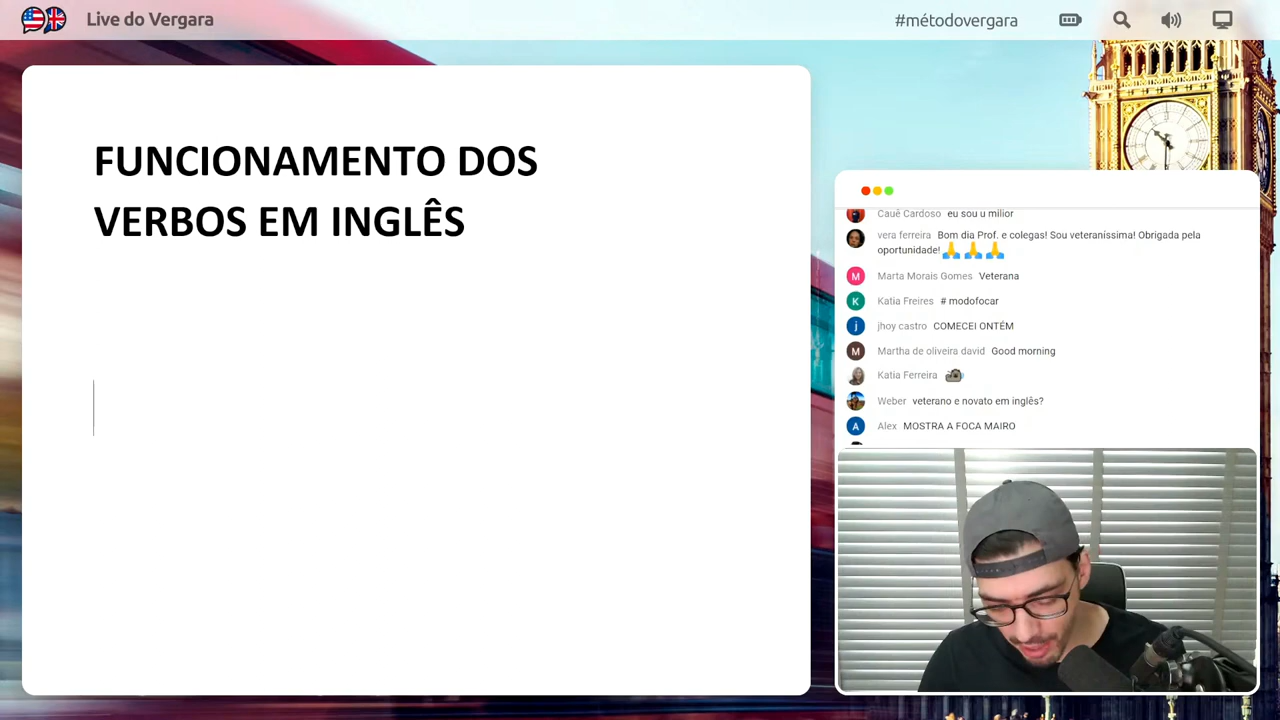 Live do Vergara
#métodovergara
FUNCIONAMENTO DOS
VERBOS EM INGLÊS
Cauê Cardoso eu sou u milior
vera ferreira Bom dia Prof. e colegas! Sou veteraníssima! Obrigada pela
oportunidade!
M Marta Morais Gomes Veterana
K Katia Freires # modofocar
j jhoy castro COMECEI ONTÉM
M Martha de oliveira david Good morning
Katia Ferreira
Weber veterano e novato em inglês?
A Alex MOSTRA A FOCA MAIRO